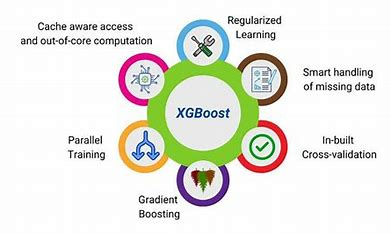 Regularized
Learning
Cache aware access
and out-of-core computation
Smart handling
of missing data
XGBoost
Parallel
Training
In-built
Cross-validation
Gradient
Boosting